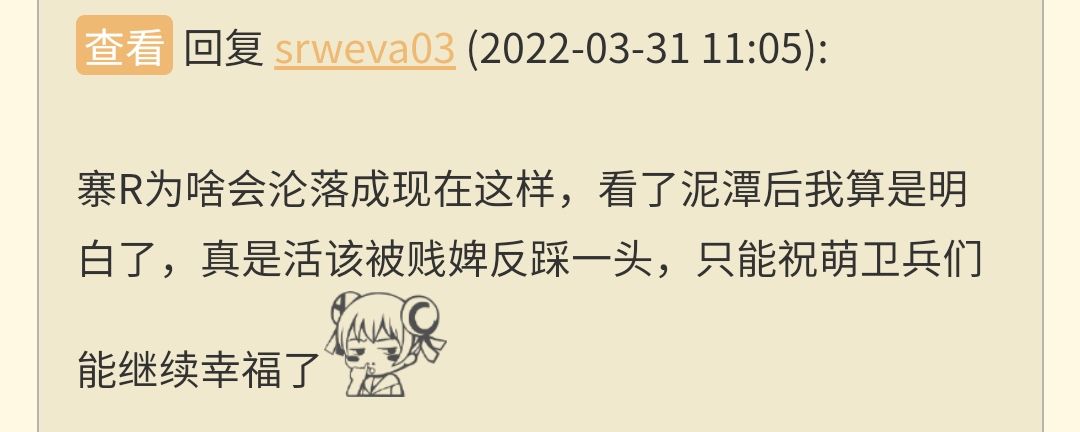 查看 回复 srweva03 (2022-03-31 11:05):
寨R为啥会沦落成现在这样，看了泥潭后我算是明
白了，真是活该被贱婢反踩一头，只能祝萌卫兵们
能继续幸福了